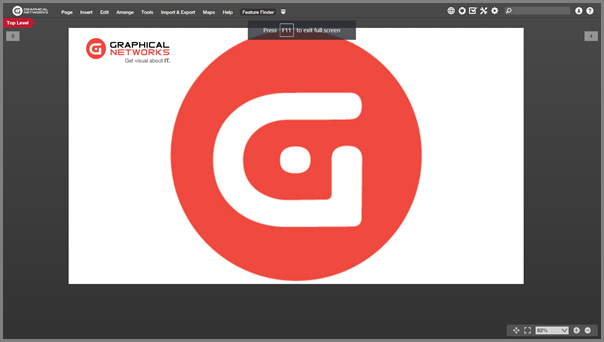 GRAPHICAL NETWORKS
Page Insert Edit Arrange Tools Import & Export Maps Help Feature Finder
Top Level
Press F11 to exit full screen
GRAPHICAL
NETWORKS
Get visual about IT.
82%